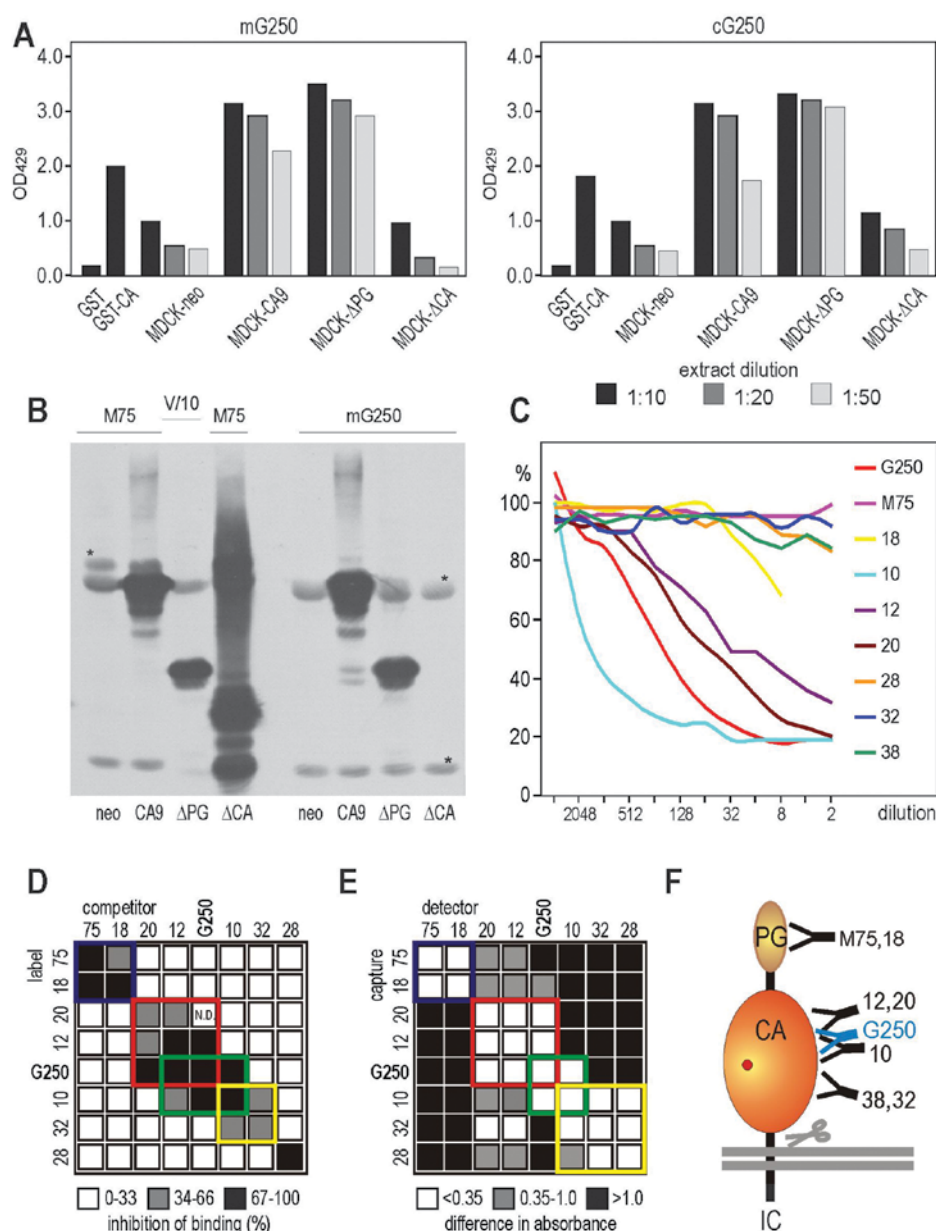 A
mG250
cG250
4.0
3.0
2.0
1.0
0.0
OD429
GST
GST-CA
MDCK-neo
MDCK-CA9
MDCK-ΔPG
MDCK-ΔCA
4.0
3.0
2.0
1.0
0.0
OD429
GST
GST-CA
MDCK-neo
MDCK-CA9
MDCK-ΔPG
MDCK-ΔCA
extract dilution
1:10 1:20 1:50
B
M75 V/10 M75 mG250
*
*
*
neo CA9 ΔPG ΔCA neo CA9 ΔPG ΔCA
C
%
100
80
60
40
20
0
2048 512 128 32 8 2 dilution
G250
M75
18
10
12
20
28
32
38
D
competitor
75 18 20 12 G250 10 32 28
label
75
18
20 N.D.
12
G250
10
32
28
0-33 34-66 67-100
inhibition of binding (%)
E
detector
75 18 20 12 G250 10 32 28
capture
75
18
20
12
G250
10
32
28
<0.35 0.35-1.0 >1.0
difference in absorbance
F
PG M75,18
12,20
CA G250
10
38,32
IC